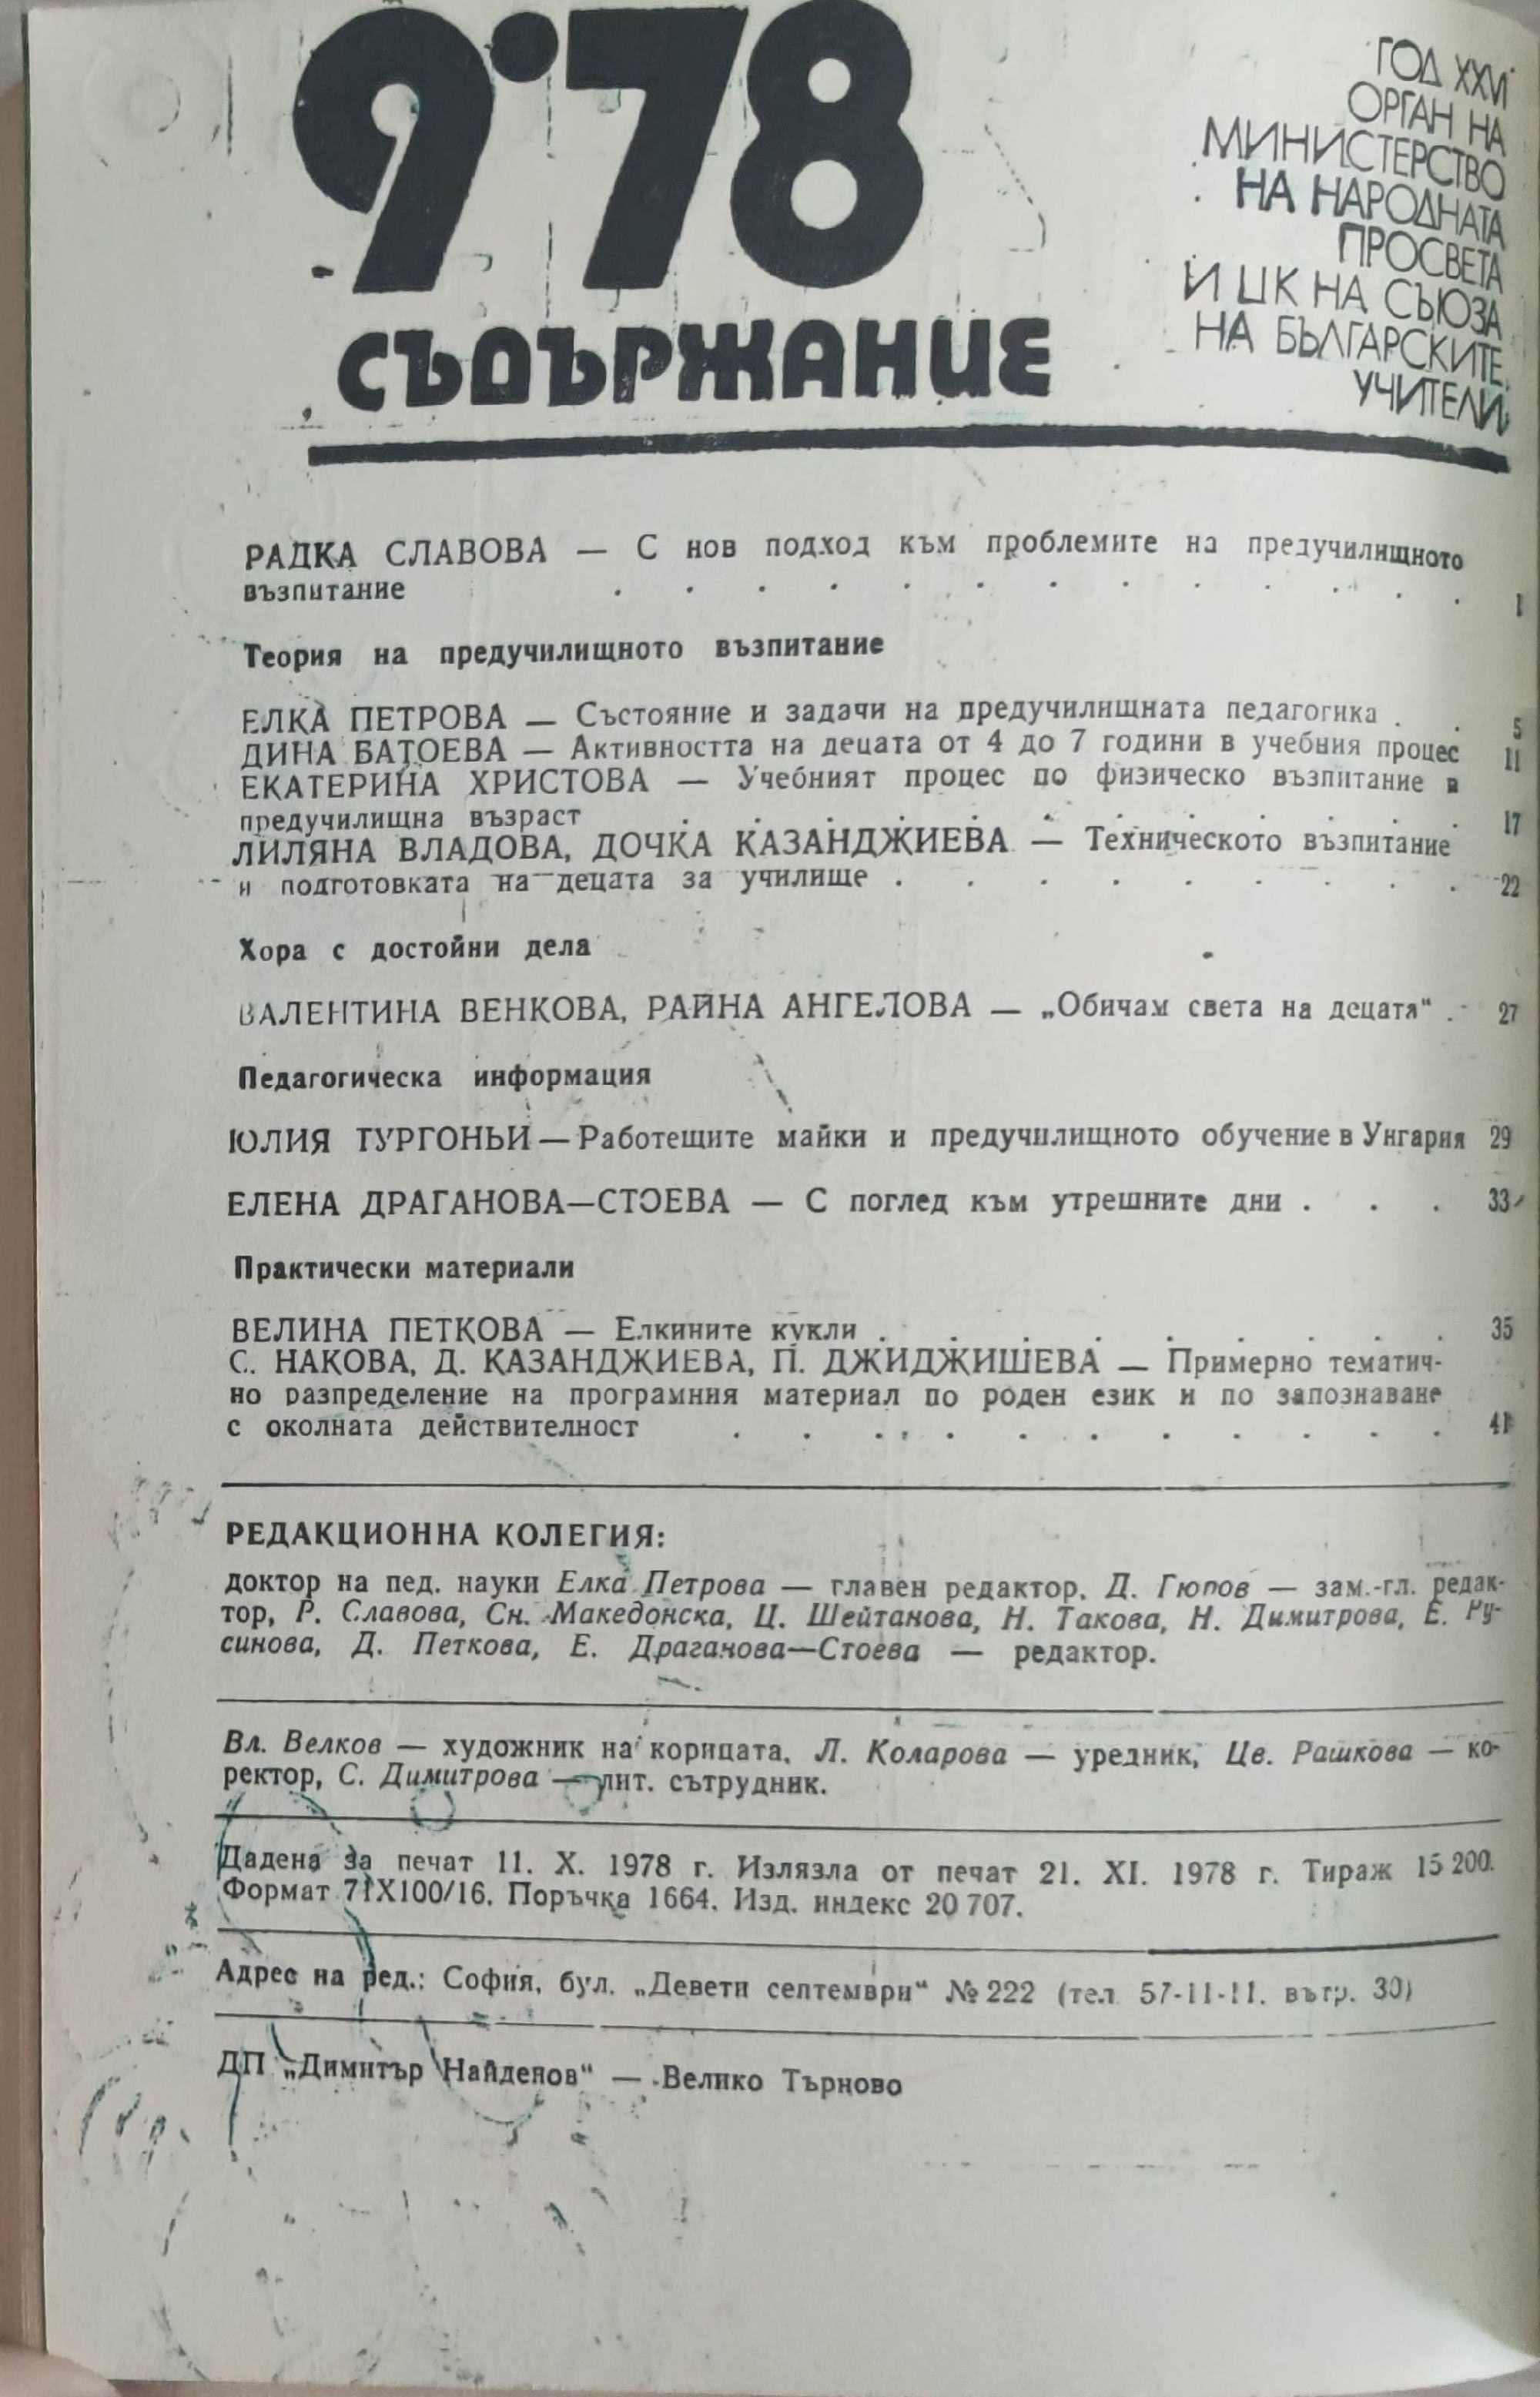 9·78
СЪДЪРЖАНИЕ
ГОД XXVI
ОРГАН НА
МИНИСТЕРСТВО
НА НАРОДНАТА
ПРОСВЕТА
И ЦК НА СЪЮЗА
НА БЪЛГАРСКИТЕ
УЧИТЕЛИ
РАДКА СЛАВОВА — С нов подход към проблемите на предучилищното
възпитание . . . . . . . . . . . . 1
Теория на предучилищното възпитание
ЕЛКА ПЕТРОВА — Състояние и задачи на предучилищната педагогика . . 5
ДИНА БАТОЕВА — Активността на децата от 4 до 7 години в учебния процес 11
ЕКАТЕРИНА ХРИСТОВА — Учебният процес по физическо възпитание в
предучилищна възраст . . . . . . . . . . . 17
ЛИЛЯНА ВЛАДОВА, ДОЧКА КАЗАНДЖИЕВА — Техническото възпитание
и подготовката на децата за училище . . . . . . . . . 22
Хора с достойни дела
ВАЛЕНТИНА ВЕНКОВА, РАЙНА АНГЕЛОВА — „Обичам света на децата“ . 27
Педагогическа информация
ЮЛИЯ ТУРГОНЬИ — Работещите майки и предучилищното обучение в Унгария 29
ЕЛЕНА ДРАГАНОВА—СТОЕВА — С поглед към утрешните дни . . . 33
Практически материали
ВЕЛИНА ПЕТКОВА — Елкините кукли . . . . . . . . . 35
С. НАКОВА, Д. КАЗАНДЖИЕВА, П. ДЖИДЖИШЕВА — Примерно тематич-
но разпределение на програмния материал по роден език и по запознаване
с околната действителност . . . . . . . . . . . 41
РЕДАКЦИОННА КОЛЕГИЯ:
доктор на пед. науки Елка Петрова — главен редактор, Д. Гюпов — зам.-гл. редак-
тор, Р. Славова, Сн. Македонска, Ц. Шейтанова, Н. Такова, Н. Димитрова, Е. Ру-
синова, Д. Петкова, Е. Драганова—Стоева — редактор.
Вл. Велков — художник на корицата, Л. Коларова — уредник, Цв. Рашкова — ко-
ректор, С. Димитрова — лит. сътрудник.
Дадена за печат 11. X. 1978 г. Излязла от печат 21. XI. 1978 г. Тираж 15 200.
Формат 71X100/16. Поръчка 1664. Изд. индекс 20 707.
Адрес на ред.: София, бул. „Девети септември“ № 222 (тел. 57-11-11. вътр. 30)
ДП „Димитър Найденов“ — Велико Търново